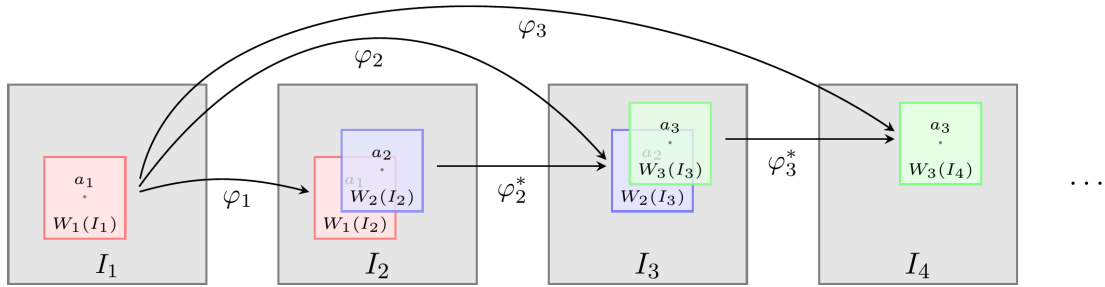 φ₃
φ₂
a₁
W₁(I₁)
I₁
φ₁
a₂
a₁
W₂(I₂)
W₁(I₂)
I₂
φ₂*
a₃
a₂
W₃(I₃)
W₂(I₃)
I₃
φ₃*
a₃
W₃(I₄)
I₄
…